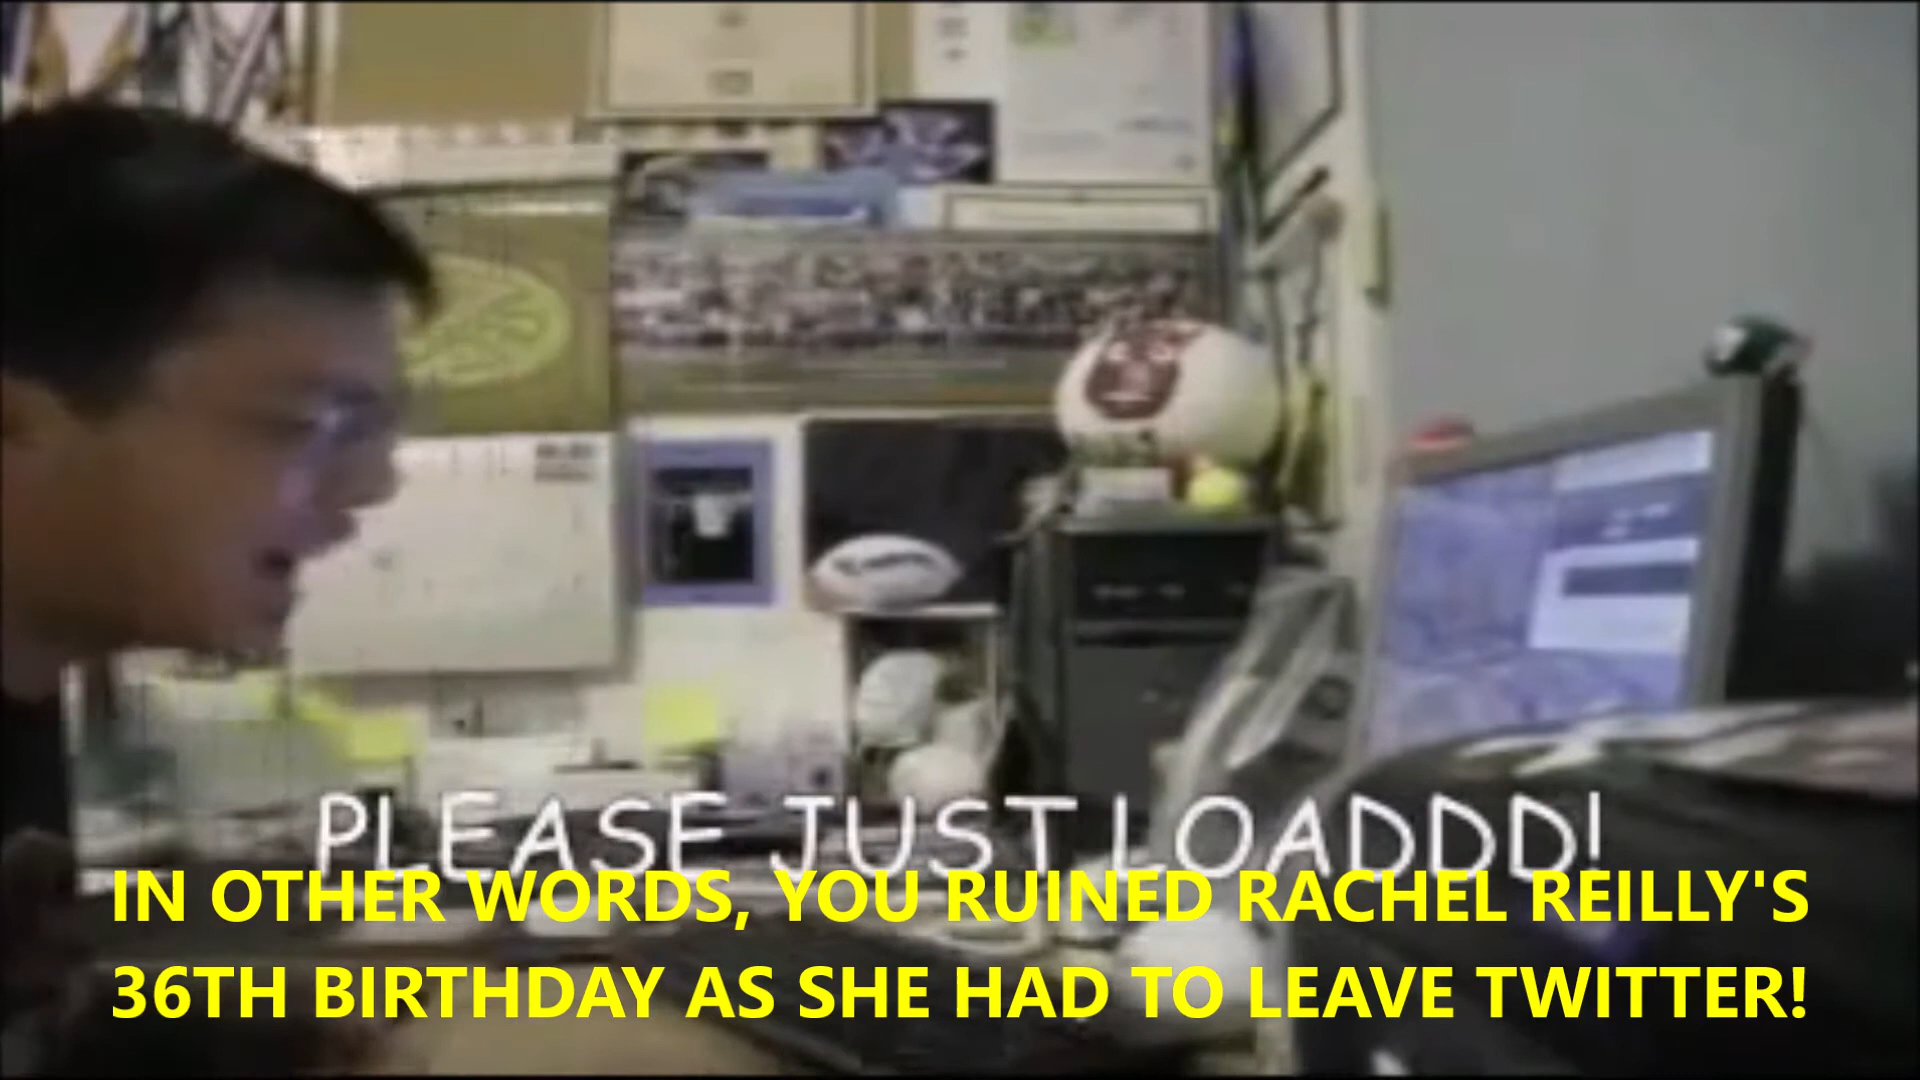 PLEASE JUST LOADDD!
IN OTHER WORDS, YOU RUINED RACHEL REILLY'S
36TH BIRTHDAY AS SHE HAD TO LEAVE TWITTER!